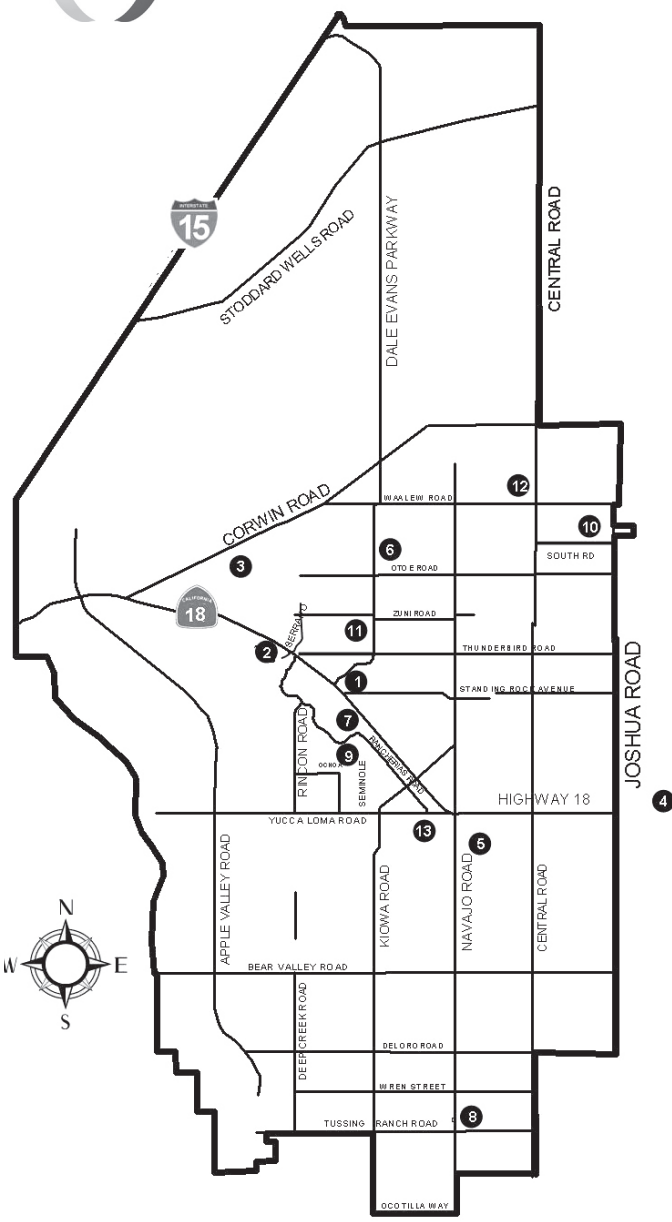 INTERSTATE
15
STODDARD WELLS ROAD
DALE EVANS PARKWAY
CENTRAL ROAD
CORWIN ROAD
WAALEW ROAD
12
10
SOUTH RD
6
3
OTOE ROAD
CALIFORNIA
18
SERRANO
ZUNI ROAD
11
2
THUNDERBIRD ROAD
1
STANDING ROCK AVENUE
JOSHUA ROAD
7
RANCHERIAS ROAD
RINCON ROAD
9
OCHOA
SEMINOLE
HIGHWAY 18
4
YUCCA LOMA ROAD
13
5
APPLE VALLEY ROAD
KIOWA ROAD
NAVAJO ROAD
CENTRAL ROAD
N
W
E
S
BEAR VALLEY ROAD
DEEP CREEK ROAD
DEL ORO ROAD
WREN STREET
8
TUSSING RANCH ROAD
OCOTILLA WAY